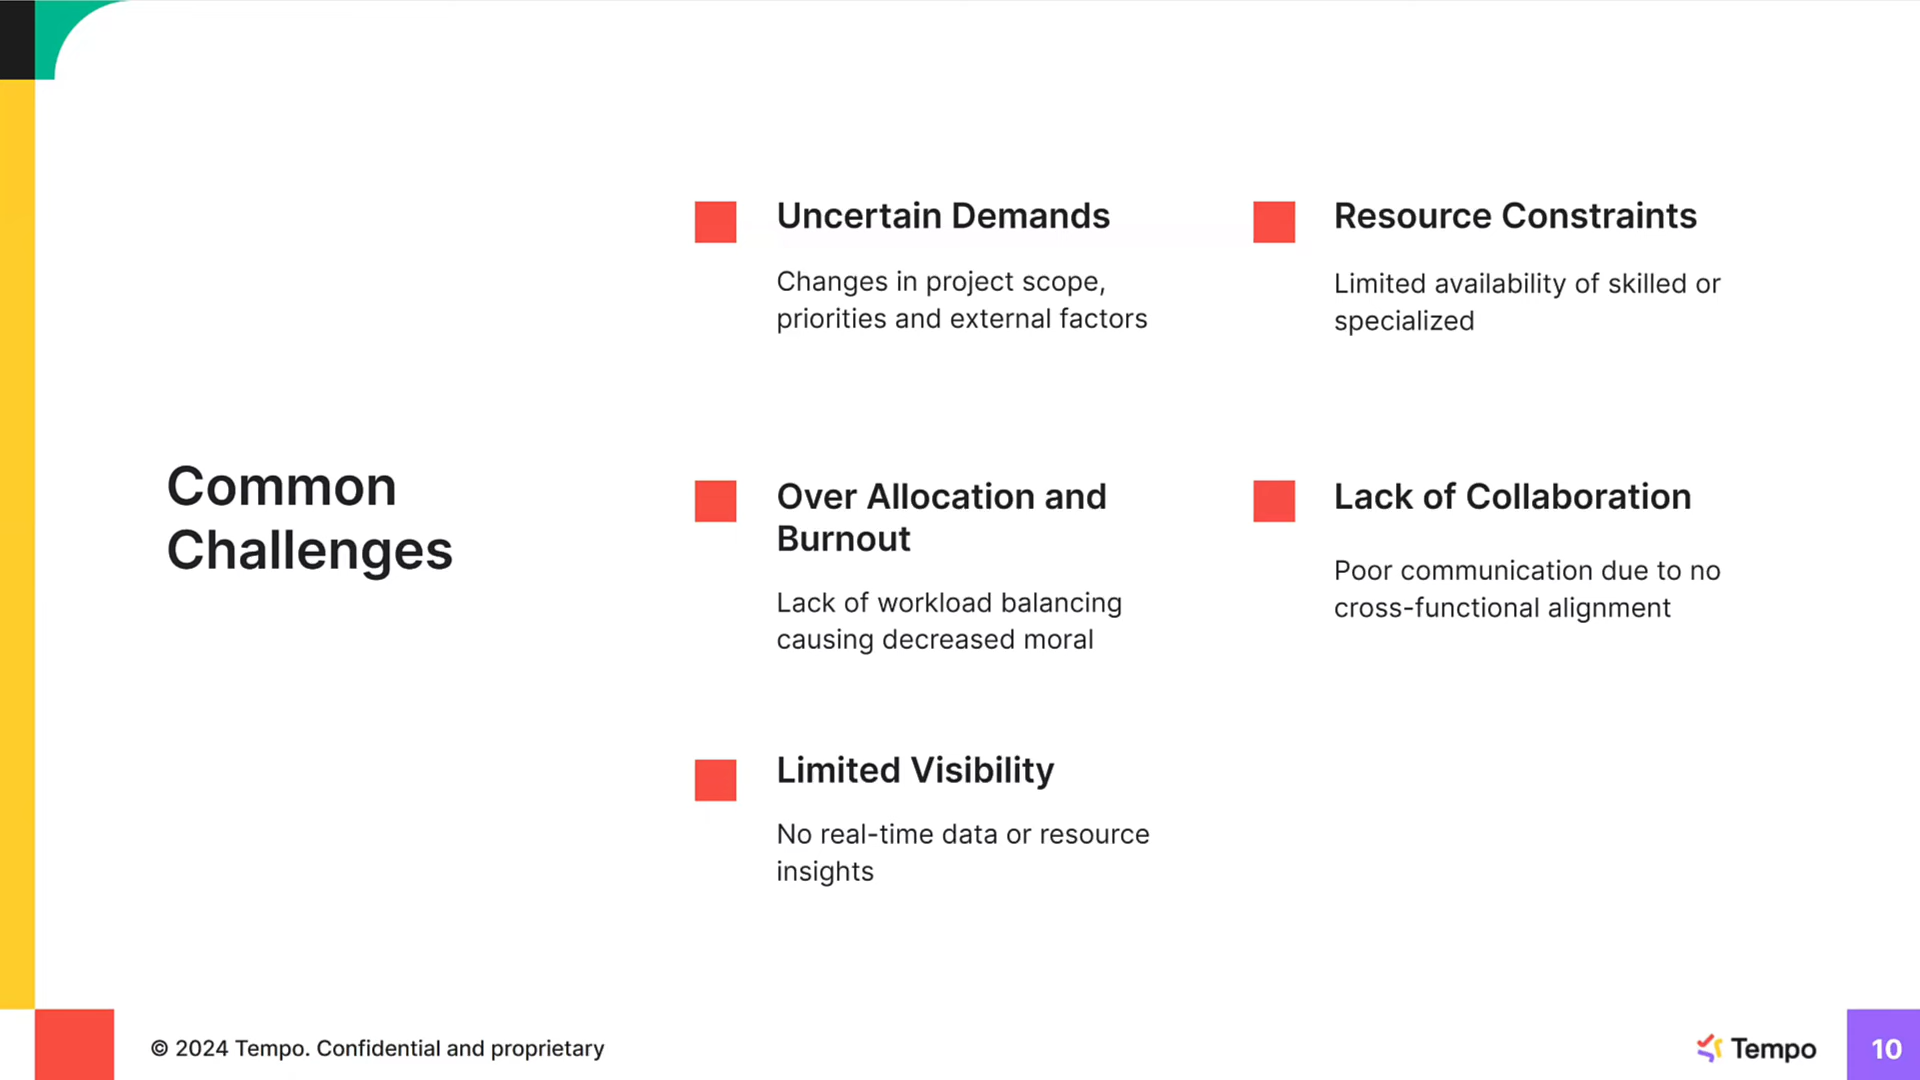 Common
Challenges
Uncertain Demands
Changes in project scope,
priorities and external factors
Resource Constraints
Limited availability of skilled or
specialized
Over Allocation and
Burnout
Lack of workload balancing
causing decreased moral
Lack of Collaboration
Poor communication due to no
cross-functional alignment
Limited Visibility
No real-time data or resource
insights
© 2024 Tempo. Confidential and proprietary
Tempo
10